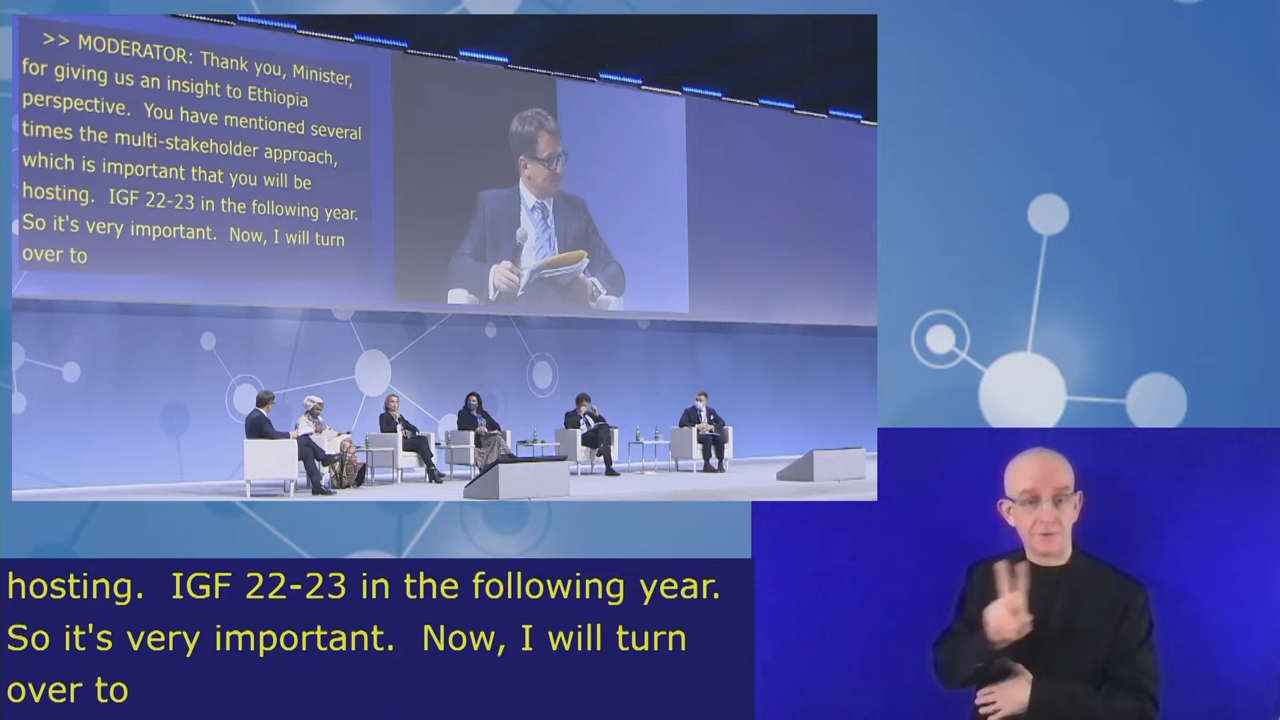 >> MODERATOR: Thank you, Minister,
for giving us an insight to Ethiopia
perspective. You have mentioned several
times the multi-stakeholder approach,
which is important that you will be
hosting. IGF 22-23 in the following year.
So it's very important. Now, I will turn
over to
hosting. IGF 22-23 in the following year.
So it's very important. Now, I will turn
over to